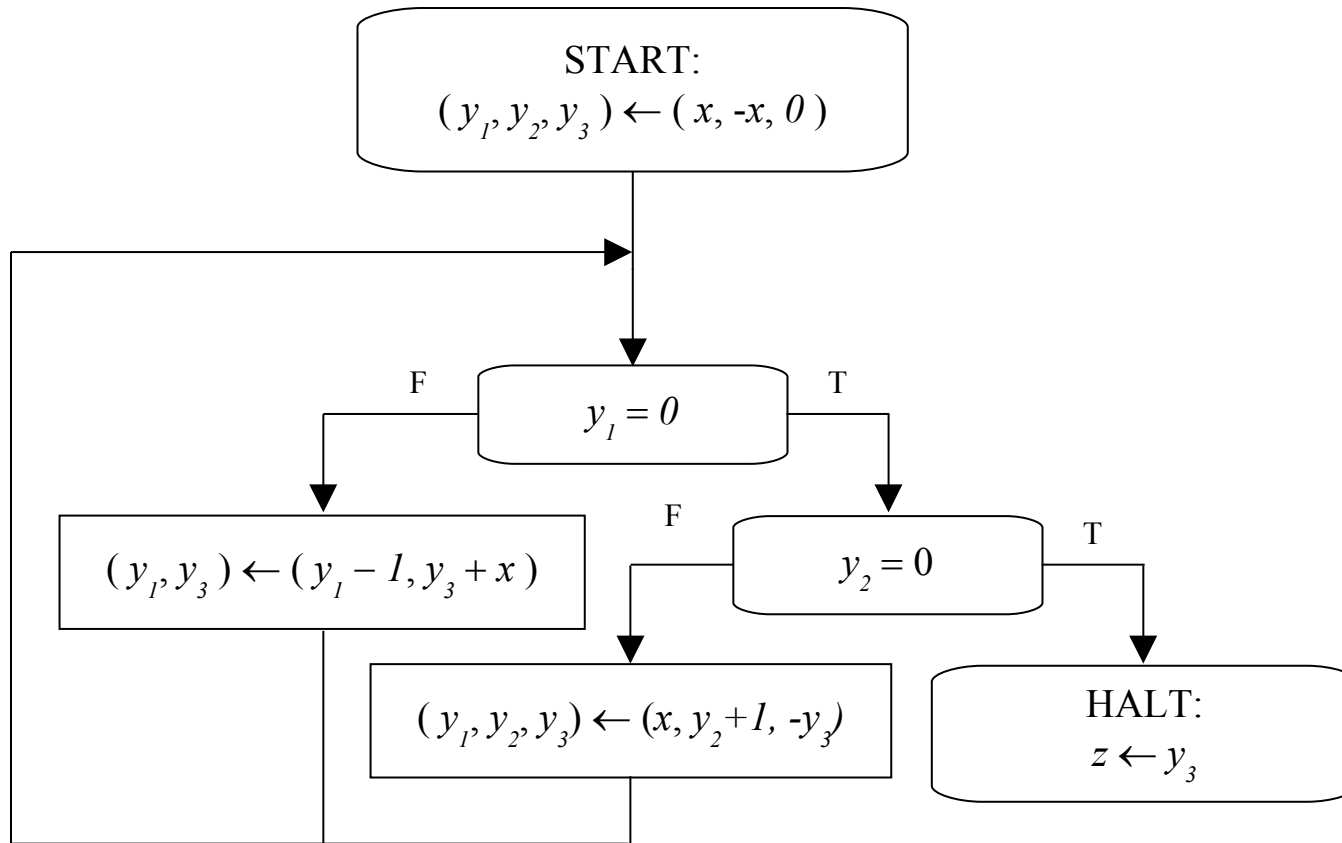 START:
( y₁, y₂, y₃ ) ← ( x, -x, 0 )
F
T
y₁ = 0
( y₁, y₃ ) ← ( y₁ − 1, y₃ + x )
F
T
y₂ = 0
( y₁, y₂, y₃) ← (x, y₂+1, -y₃)
HALT:
z ← y₃